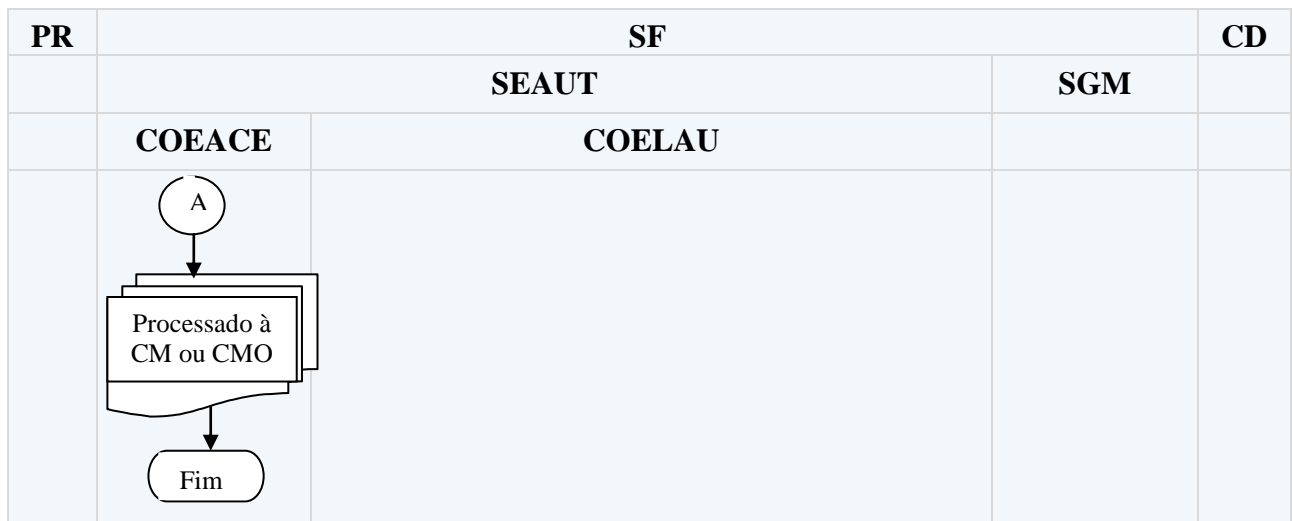 PR SF CD
SEAUT SGM
COEACE COELAU
A
Processado à
CM ou CMO
Fim